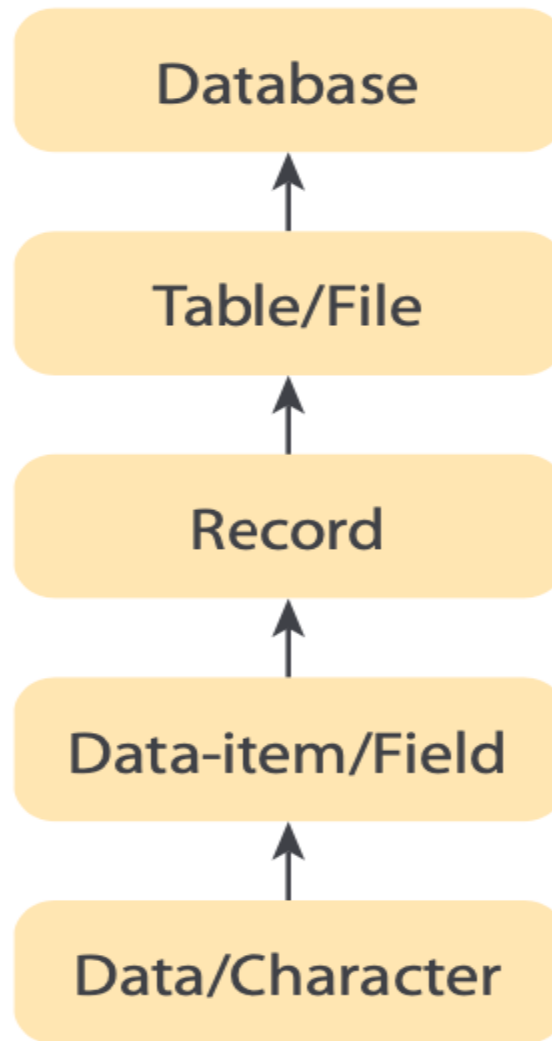 Database
Table/File
Record
Data-item/Field
Data/Character